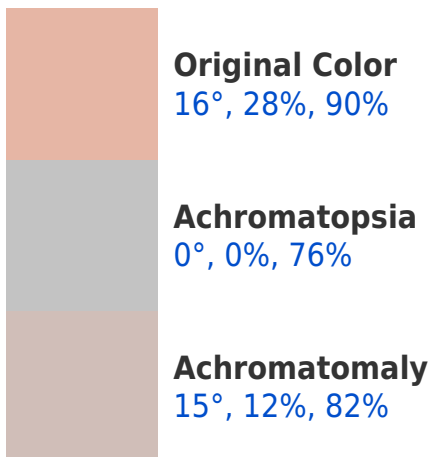 Original Color
16°, 28%, 90%
Achromatopsia
0°, 0%, 76%
Achromatomaly
15°, 12%, 82%